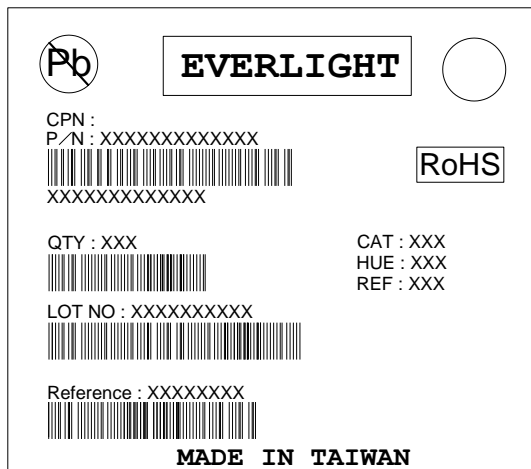 Pb
EVERLIGHT
CPN :
P/N : XXXXXXXXXXXXX
RoHS
XXXXXXXXXXXXX
QTY : XXX
CAT : XXX
HUE : XXX
REF : XXX
LOT NO : XXXXXXXXXX
Reference : XXXXXXXX
MADE IN TAIWAN